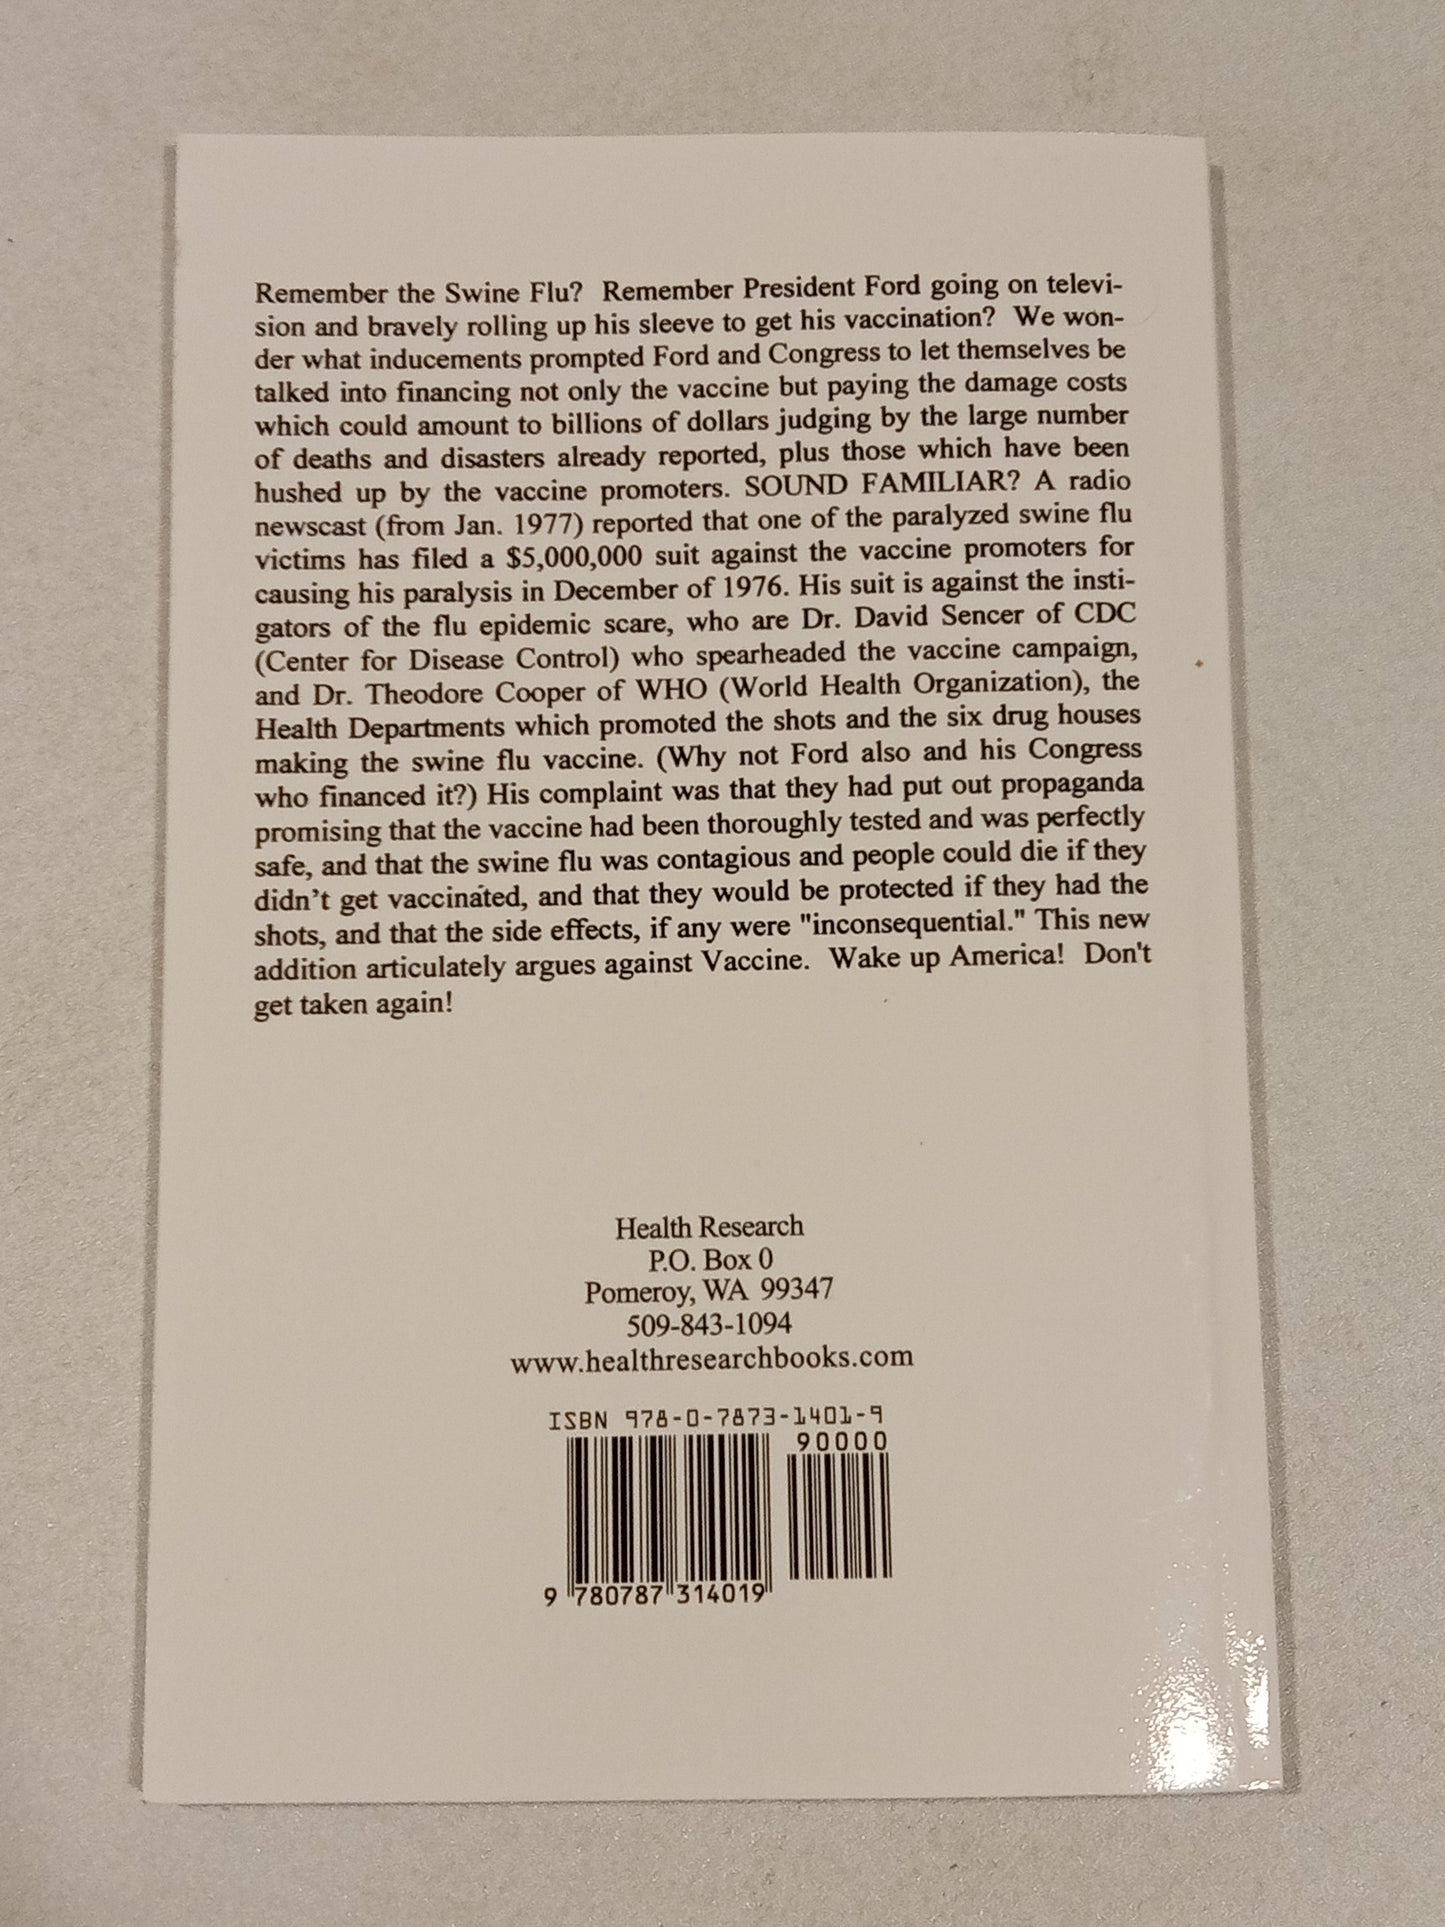 Remember the Swine Flu?  Remember President Ford going on televi-
sion and bravely rolling up his sleeve to get his vaccination?  We won-
der what inducements prompted Ford and Congress to let themselves be
talked into financing not only the vaccine but paying the damage costs
which could amount to billions of dollars judging by the large number
of deaths and disasters already reported, plus those which have been
hushed up by the vaccine promoters. SOUND FAMILIAR? A radio
newscast (from Jan. 1977) reported that one of the paralyzed swine flu
victims has filed a $5,000,000 suit against the vaccine promoters for
causing his paralysis in December of 1976. His suit is against the insti-
gators of the flu epidemic scare, who are Dr. David Sencer of CDC
(Center for Disease Control) who spearheaded the vaccine campaign,
and Dr. Theodore Cooper of WHO (World Health Organization), the
Health Departments which promoted the shots and the six drug houses
making the swine flu vaccine. (Why not Ford also and his Congress
who financed it?) His complaint was that they had put out propaganda
promising that the vaccine had been thoroughly tested and was perfectly
safe, and that the swine flu was contagious and people could die if they
didn't get vaccinated, and that they would be protected if they had the
shots, and that the side effects, if any were "inconsequential." This new
addition articulately argues against Vaccine.  Wake up America!  Don't
get taken again!
Health Research
P.O. Box 0
Pomeroy, WA  99347
509-843-1094
www.healthresearchbooks.com
ISBN 978-0-7873-1401-9
90000
9 780787 314019